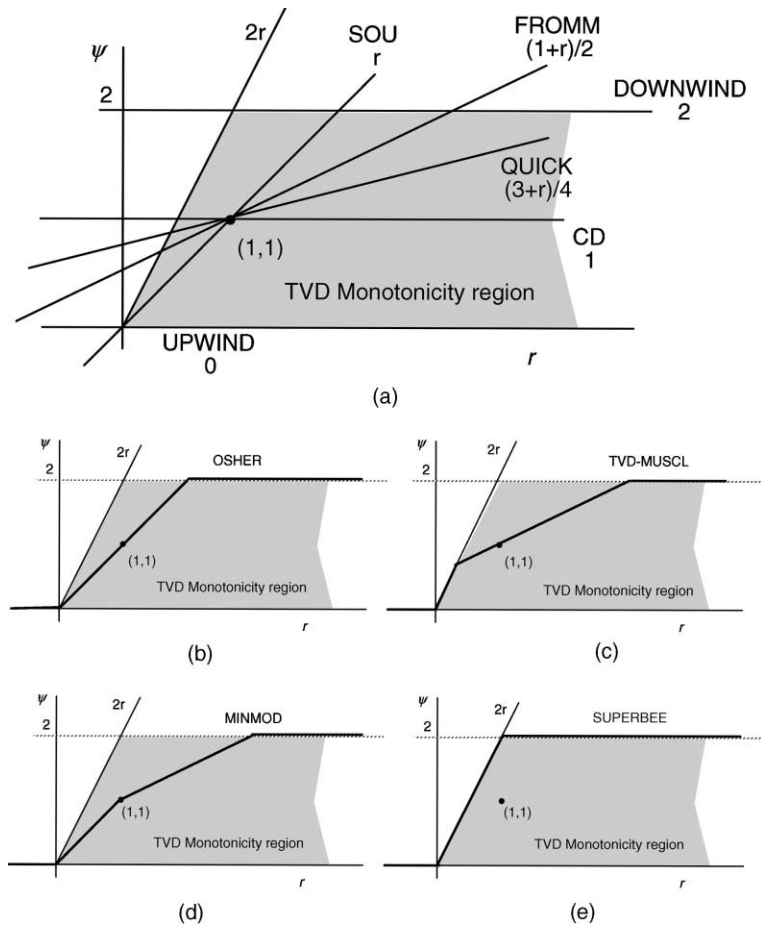 ψ
2r
SOU
r
FROMM
(1+r)/2
2
DOWNWIND
2
QUICK
(3+r)/4
(1,1)
CD
1
TVD Monotonicity region
UPWIND
0
r
(a)
ψ
2r
OSHER
2
(1,1)
TVD Monotonicity region
r
(b)
ψ
2r
TVD-MUSCL
2
(1,1)
TVD Monotonicity region
r
(c)
ψ
2r
MINMOD
2
(1,1)
TVD Monotonicity region
r
(d)
ψ
2r
SUPERBEE
2
(1,1)
TVD Monotonicity region
r
(e)